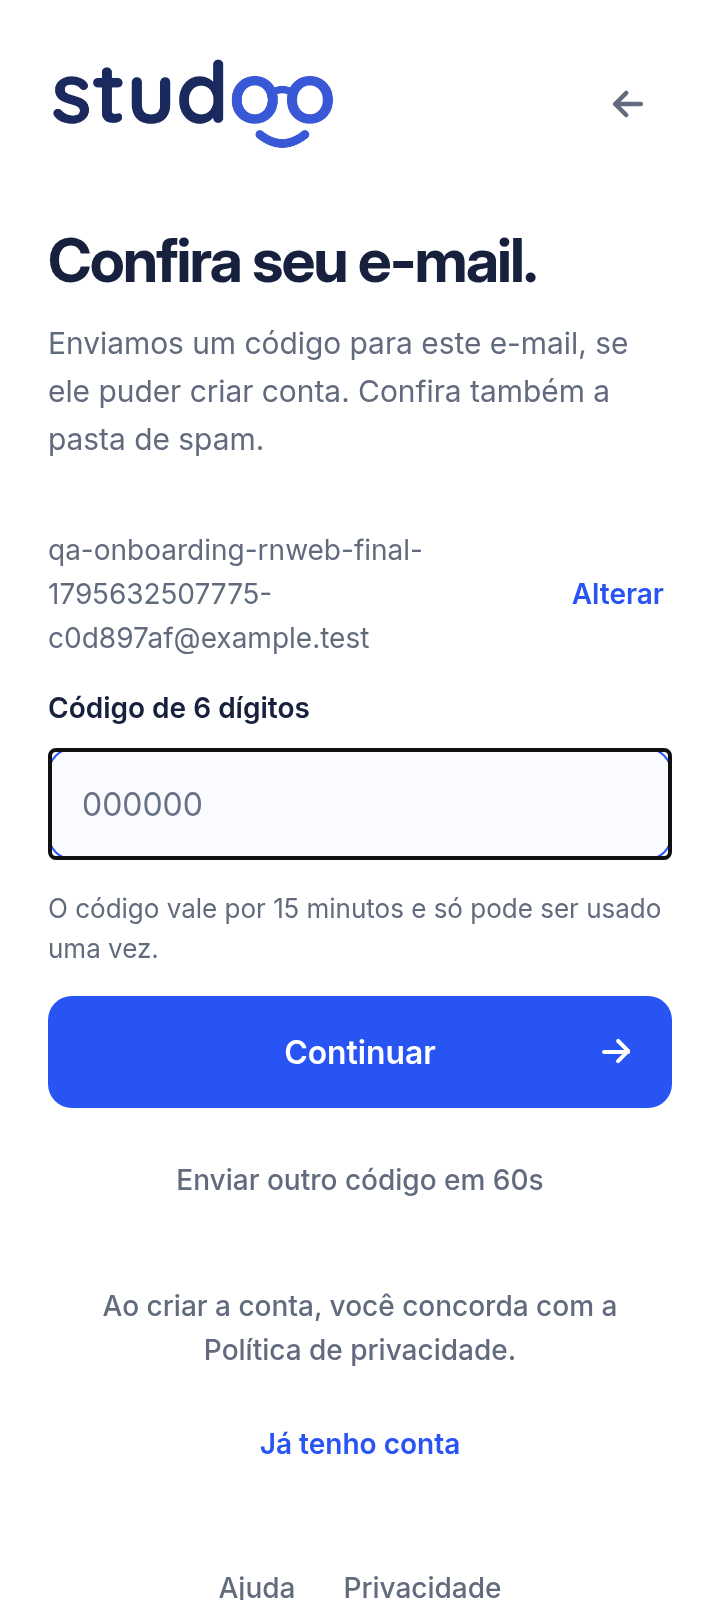 studoo
Confira seu e-mail.
Enviamos um código para este e-mail, se
ele puder criar conta. Confira também a
pasta de spam.
qa-onboarding-rnweb-final-
1795632507775-
c0d897af@example.test
Alterar
Código de 6 dígitos
000000
O código vale por 15 minutos e só pode ser usado
uma vez.
Continuar
Enviar outro código em 60s
Ao criar a conta, você concorda com a
Política de privacidade.
Já tenho conta
Ajuda Privacidade